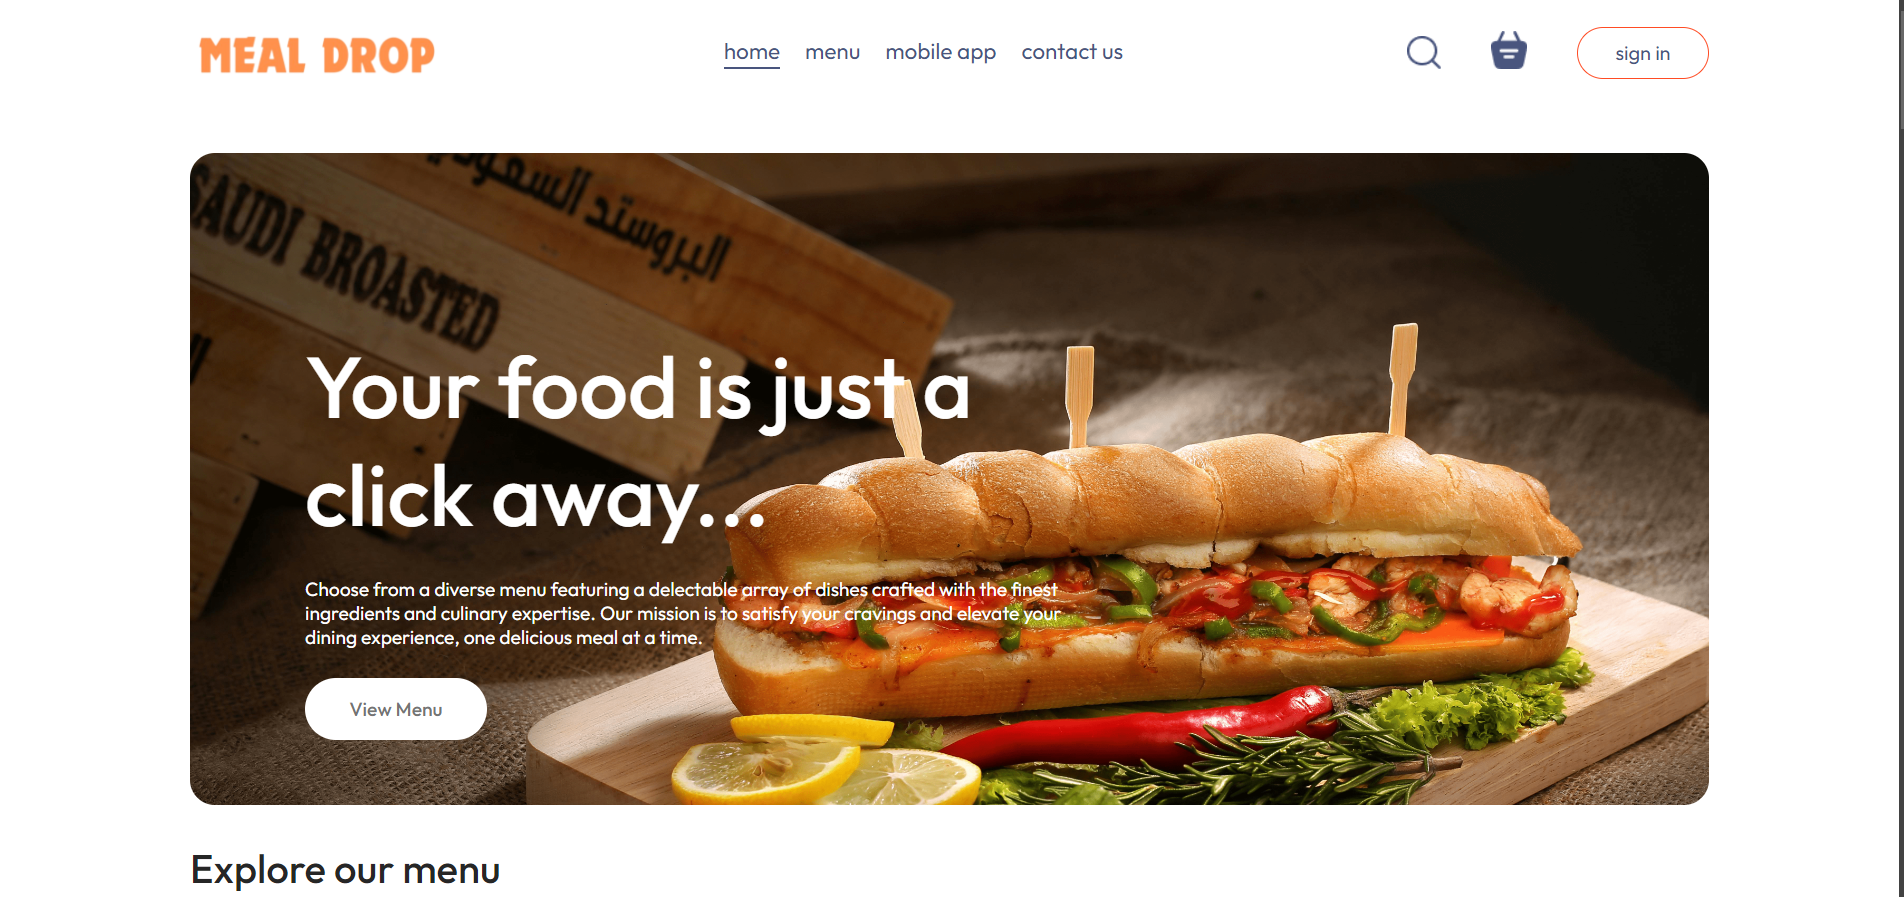 MEAL DROP
home menu mobile app contact us
sign in
البروستد السعودي
SAUDI BROASTED
Your food is just a
click away...
Choose from a diverse menu featuring a delectable array of dishes crafted with the finest
ingredients and culinary expertise. Our mission is to satisfy your cravings and elevate your
dining experience, one delicious meal at a time.
View Menu
Explore our menu